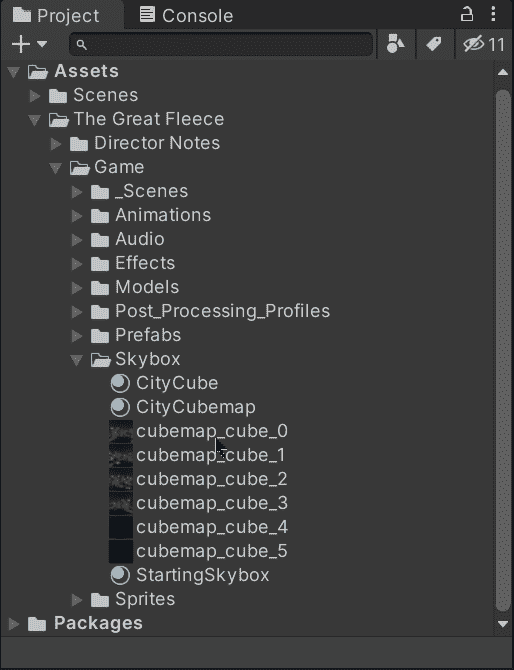 Project Console
11
Assets
Scenes
The Great Fleece
Director Notes
Game
_Scenes
Animations
Audio
Effects
Models
Post_Processing_Profiles
Prefabs
Skybox
CityCube
CityCubemap
cubemap_cube_0
cubemap_cube_1
cubemap_cube_2
cubemap_cube_3
cubemap_cube_4
cubemap_cube_5
StartingSkybox
Sprites
Packages